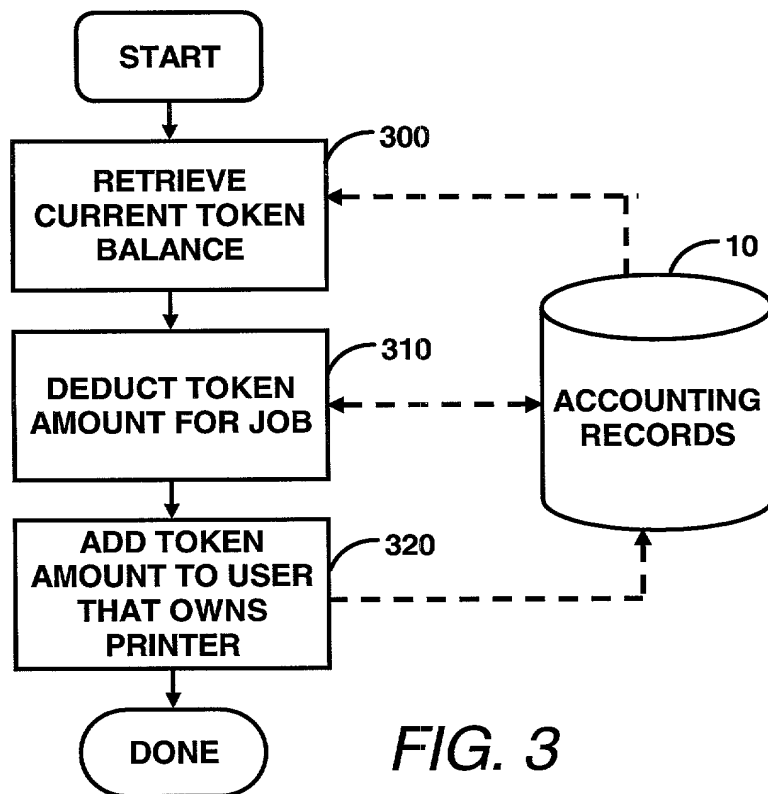 START
300
RETRIEVE
CURRENT TOKEN
BALANCE
10
310
DEDUCT TOKEN
AMOUNT FOR JOB
ACCOUNTING
RECORDS
320
ADD TOKEN
AMOUNT TO USER
THAT OWNS
PRINTER
DONE
FIG. 3